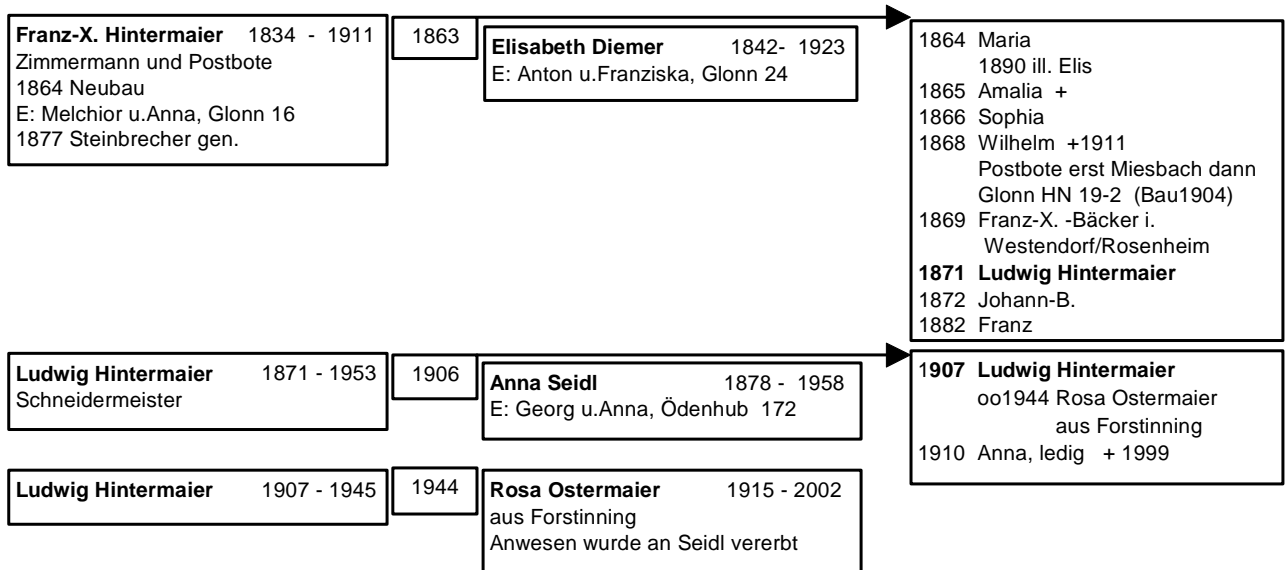 Franz-X. Hintermaier 1834 - 1911
Zimmermann und Postbote
1864 Neubau
E: Melchior u.Anna, Glonn 16
1877 Steinbrecher gen.
1863
Elisabeth Diemer 1842- 1923
E: Anton u.Franziska, Glonn 24
1864 Maria
1890 ill. Elis
1865 Amalia +
1866 Sophia
1868 Wilhelm +1911
Postbote erst Miesbach dann
Glonn HN 19-2 (Bau1904)
1869 Franz-X. -Bäcker i.
Westendorf/Rosenheim
1871 Ludwig Hintermaier
1872 Johann-B.
1882 Franz
Ludwig Hintermaier 1871 - 1953
Schneidermeister
1906
Anna Seidl 1878 - 1958
E: Georg u.Anna, Ödenhub 172
1907 Ludwig Hintermaier
oo1944 Rosa Ostermaier
aus Forstinning
1910 Anna, ledig + 1999
Ludwig Hintermaier 1907 - 1945
1944
Rosa Ostermaier 1915 - 2002
aus Forstinning
Anwesen wurde an Seidl vererbt